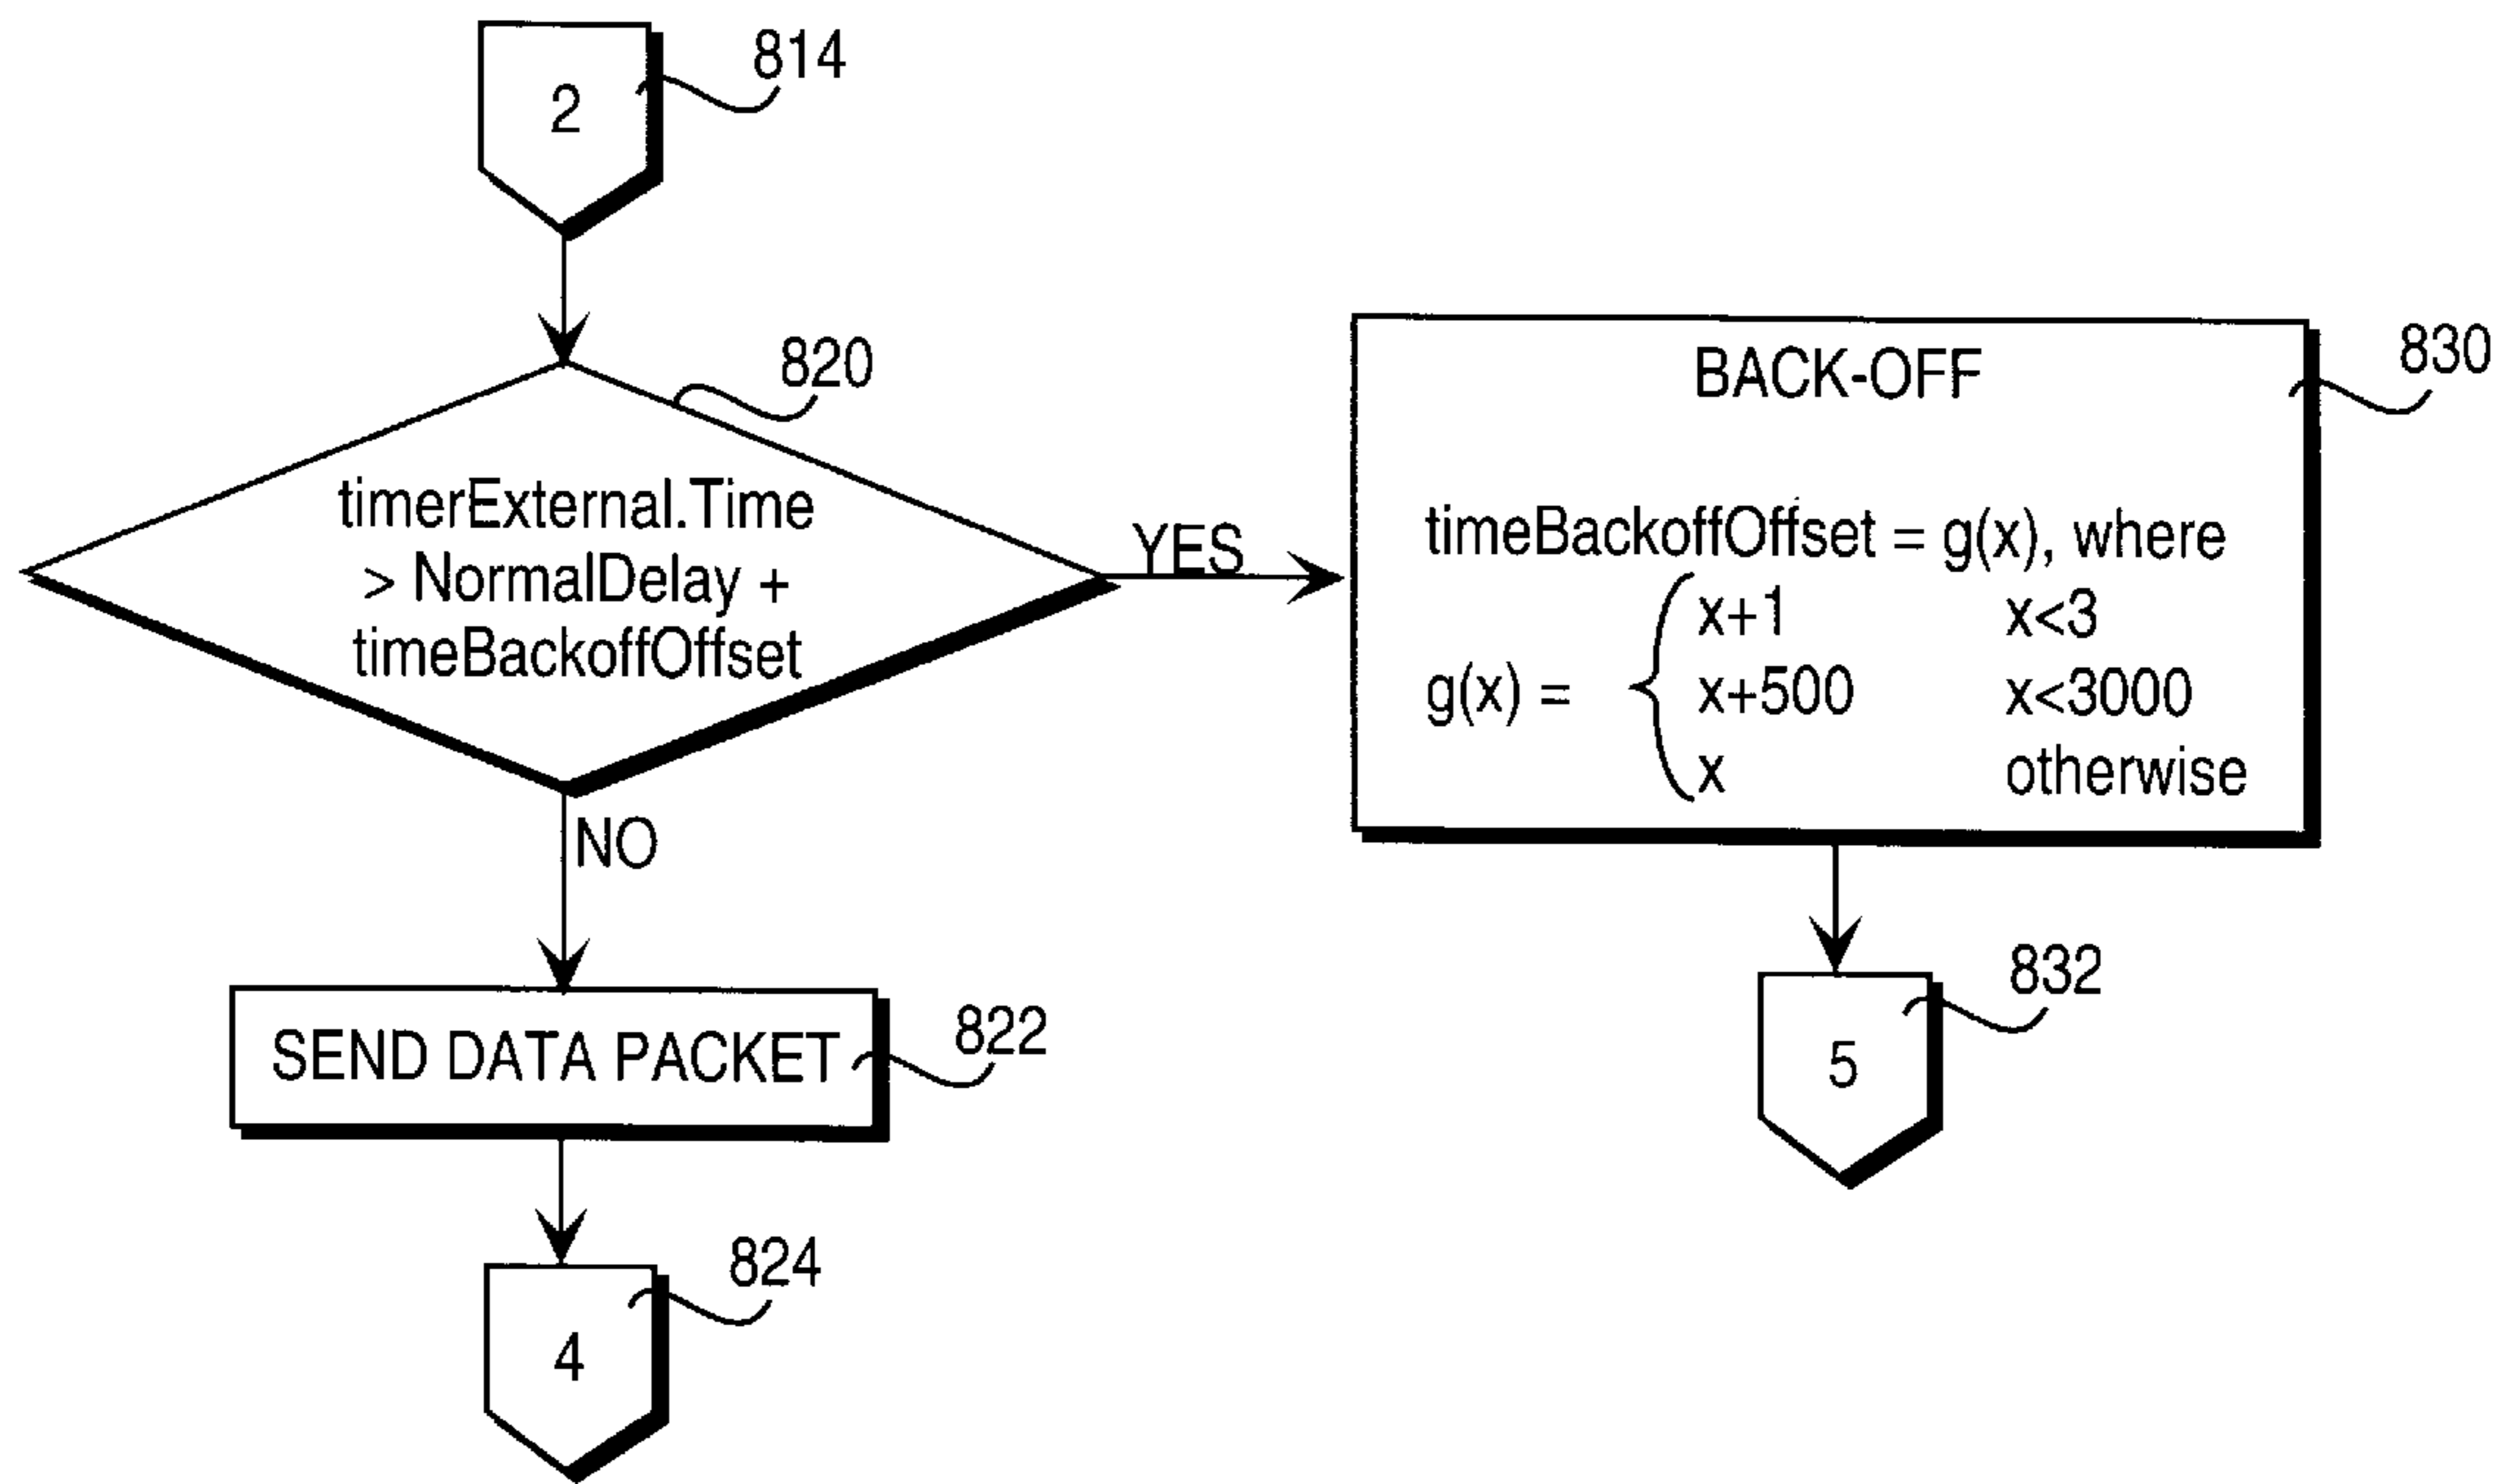 2
814
820
timerExternal.Time
> NormalDelay +
timeBackoffOffset
YES
NO
BACK-OFF
830
timeBackoffOffset = g(x), where
x+1 x<3
g(x) = { x+500 x<3000
x otherwise
SEND DATA PACKET
822
832
5
824
4